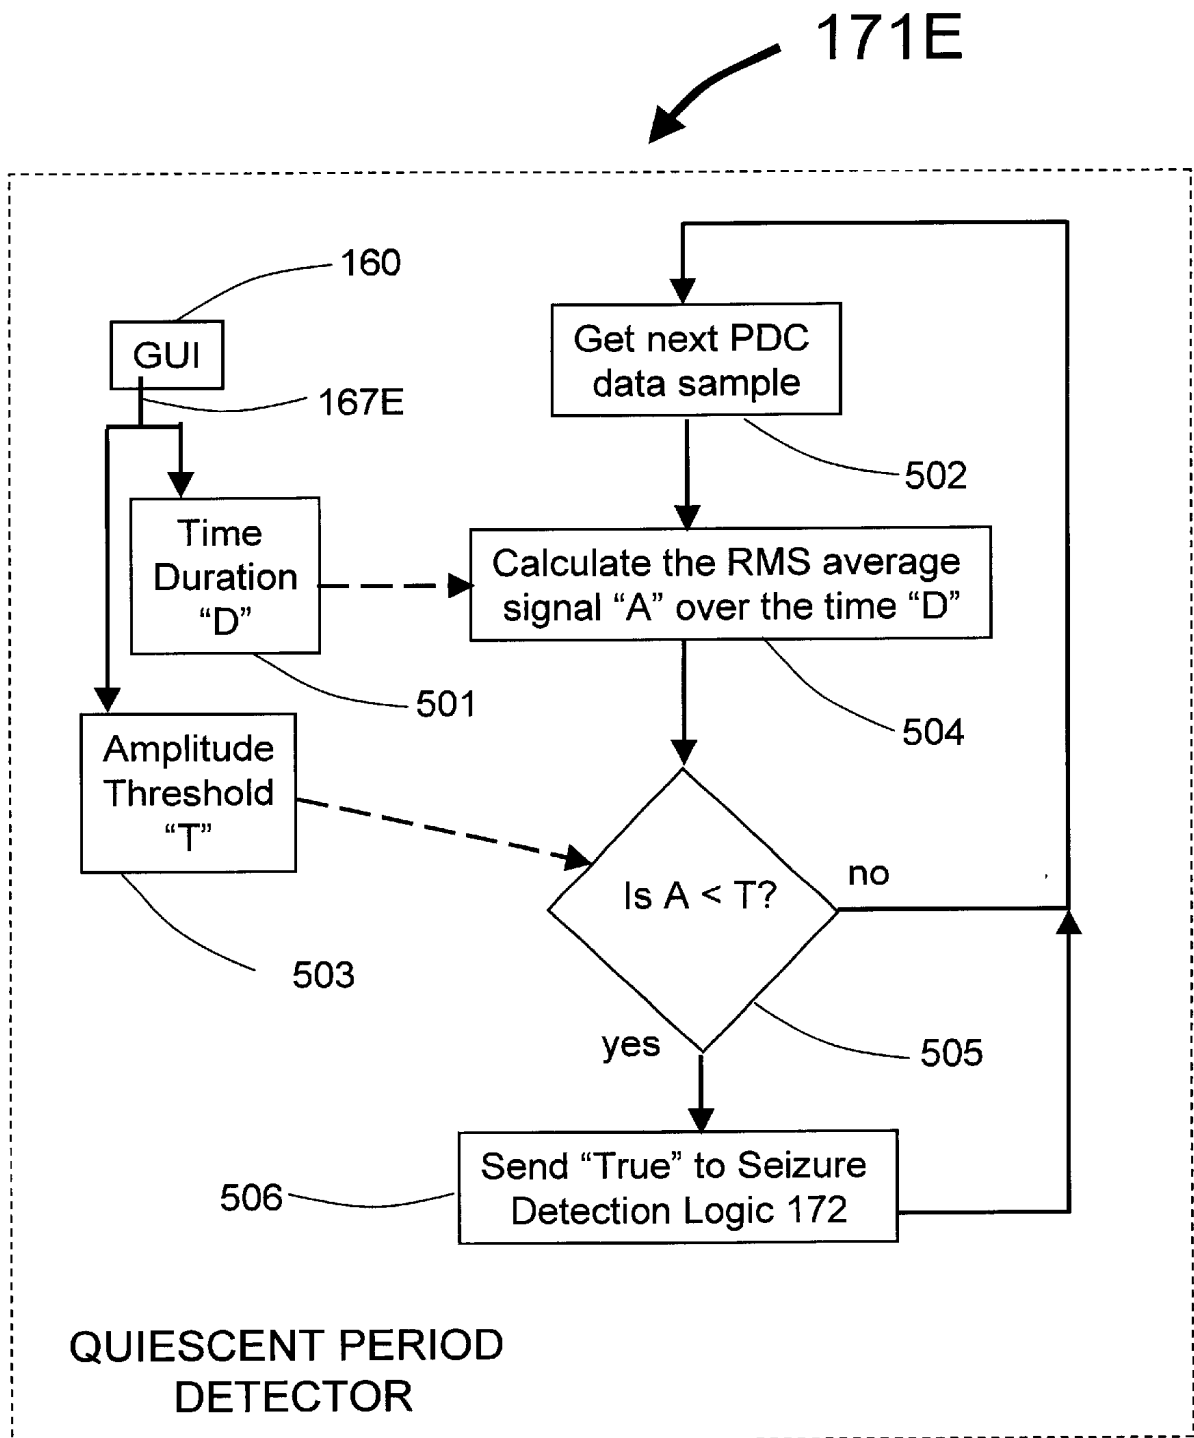 171E
160
GUI
167E
Get next PDC
data sample
502
Time
Duration
“D”
501
Calculate the RMS average
signal “A” over the time “D”
504
Amplitude
Threshold
“T”
503
Is A < T?
no
yes
505
506
Send “True” to Seizure
Detection Logic 172
QUIESCENT PERIOD
DETECTOR